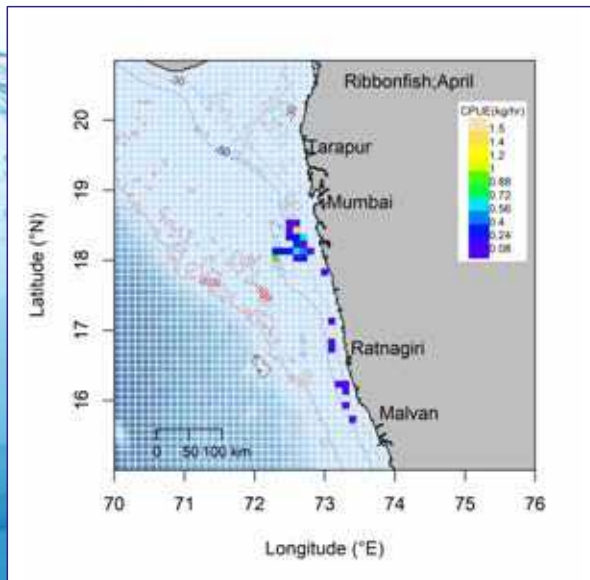 Ribbonfish;April
CPUE(kg/hr)
1.5
1.4
1.2
1
0.88
0.72
0.56
0.4
0.24
0.08
Tarapur
Mumbai
Ratnagiri
Malvan
0 50 100 km
20
19
18
17
16
Latitude (°N)
70 71 72 73 74 75 76
Longitude (°E)